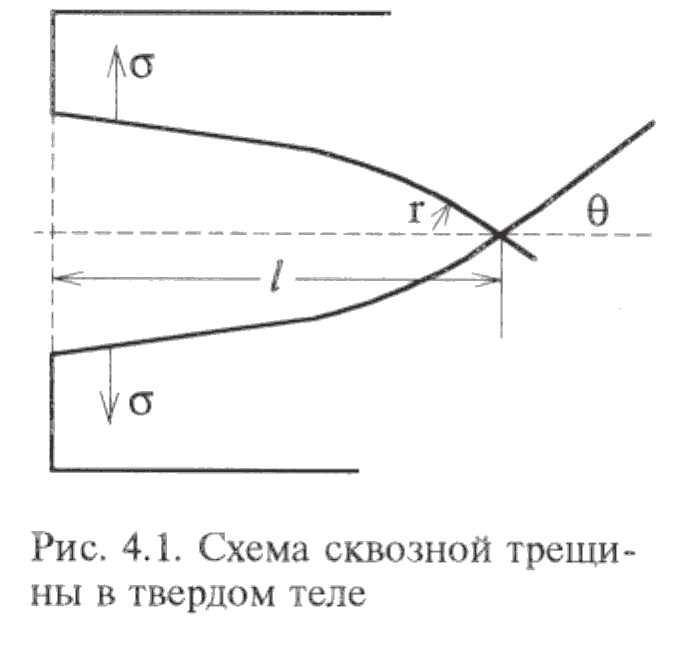 σ
r
θ
l
σ
Рис. 4.1. Схема сквозной трещи-
ны в твердом теле